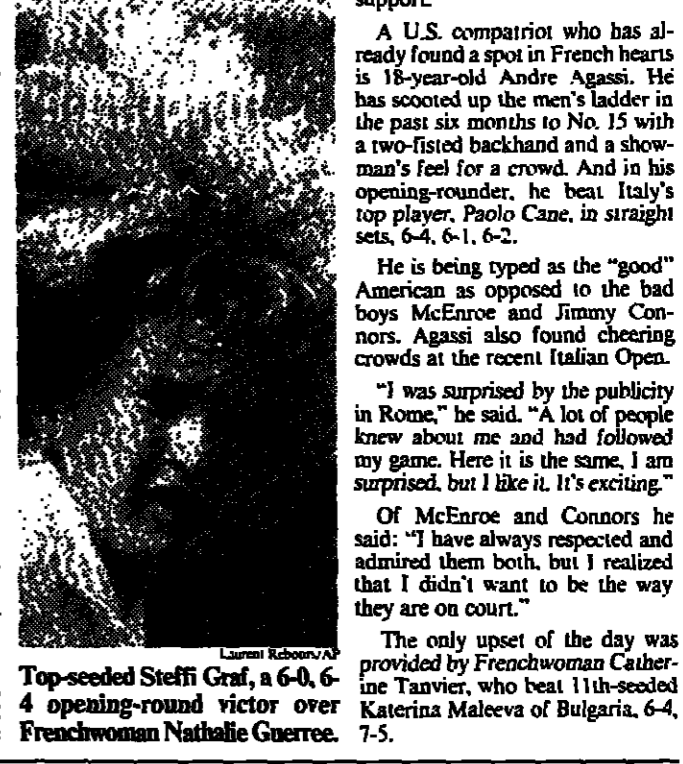 support.
A U.S. compatriot who has al-
ready found a spot in French hearts
is 18-year-old Andre Agassi. He
has scooted up the men's ladder in
the past six months to No. 15 with
a two-fisted backhand and a show-
man's feel for a crowd. And in his
opening-rounder, he beat Italy's
top player, Paolo Cane, in straight
sets, 6-4, 6-1, 6-2.
He is being typed as the "good"
American as opposed to the bad
boys McEnroe and Jimmy Con-
nors. Agassi also found cheering
crowds at the recent Italian Open.
"I was surprised by the publicity
in Rome," he said. "A lot of people
knew about me and had followed
my game. Here it is the same, I am
surprised, but I like it. It's exciting."
Of McEnroe and Connors he
said: "I have always respected and
admired them both, but I realized
that I didn't want to be the way
they are on court."
The only upset of the day was
provided by Frenchwoman Cather-
ine Tanvier, who beat 11th-seeded
Katerina Maleeva of Bulgaria, 6-4,
7-5.
Laurent Rebours/AP
Top-seeded Steffi Graf, a 6-0, 6-
4 opening-round victor over
Frenchwoman Nathalie Guerree.